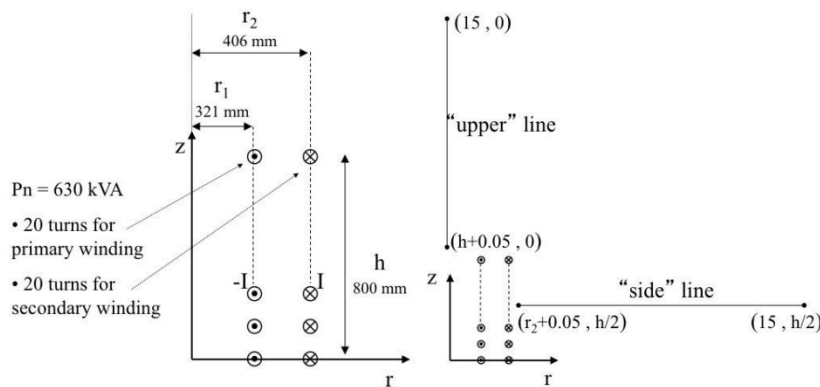 r₂
406 mm
r₁
321 mm
z
Pn = 630 kVA
• 20 turns for
primary winding
• 20 turns for
secondary winding
-I
I
h
800 mm
r
(15 , 0)
“upper” line
(h+0.05 , 0)
z
“side” line
(r₂+0.05 , h/2)
(15 , h/2)
r